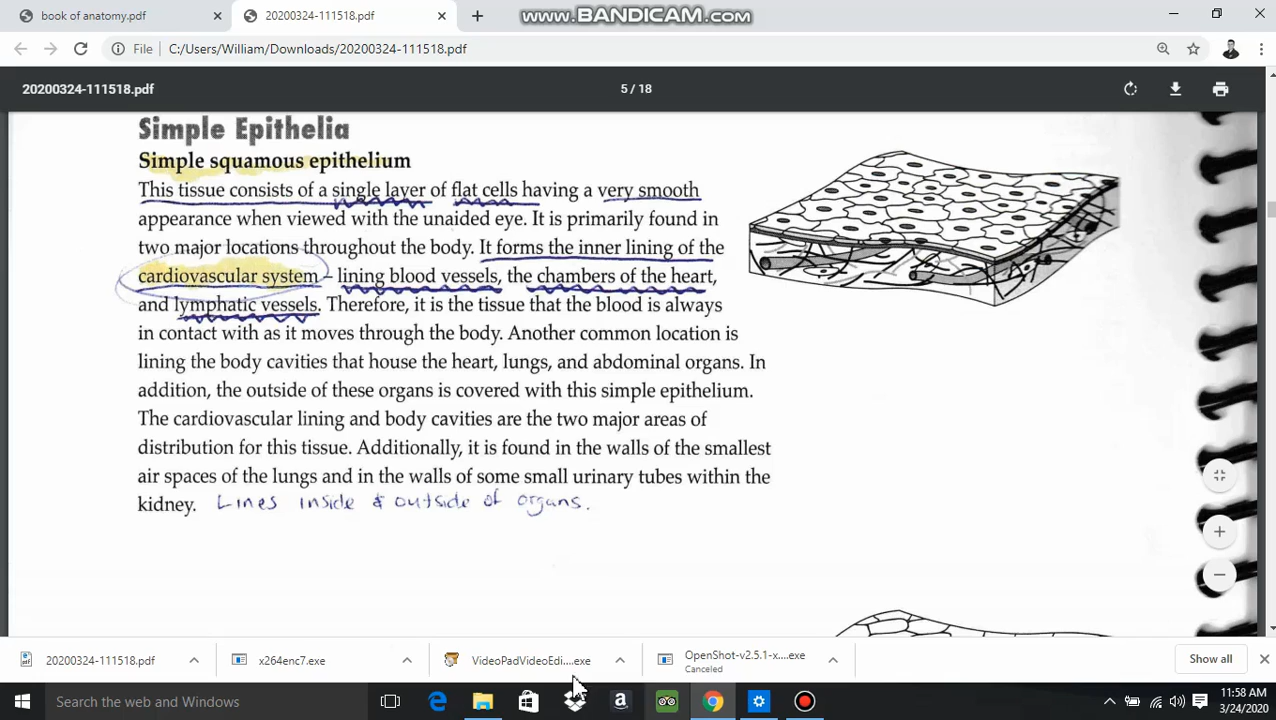 book of anatomy.pdf
20200324-111518.pdf
www.BANDICAM.com
File
C:/Users/William/Downloads/20200324-111518.pdf
20200324-111518.pdf
5 / 18
Simple Epithelia
Simple squamous epithelium
This tissue consists of a single layer of flat cells having a very smooth
appearance when viewed with the unaided eye. It is primarily found in
two major locations throughout the body. It forms the inner lining of the
cardiovascular system – lining blood vessels, the chambers of the heart,
and lymphatic vessels. Therefore, it is the tissue that the blood is always
in contact with as it moves through the body. Another common location is
lining the body cavities that house the heart, lungs, and abdominal organs. In
addition, the outside of these organs is covered with this simple epithelium.
The cardiovascular lining and body cavities are the two major areas of
distribution for this tissue. Additionally, it is found in the walls of the smallest
air spaces of the lungs and in the walls of some small urinary tubes within the
kidney. Lines inside & outside of organs.
20200324-111518.pdf
x264enc7.exe
VideoPadVideoEdi....exe
OpenShot-v2.5.1-x....exe
Canceled
Show all
Search the web and Windows
11:58 AM
3/24/2020